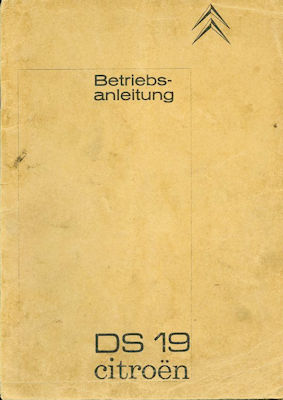 Betriebs-
anleitung
DS 19
citroën